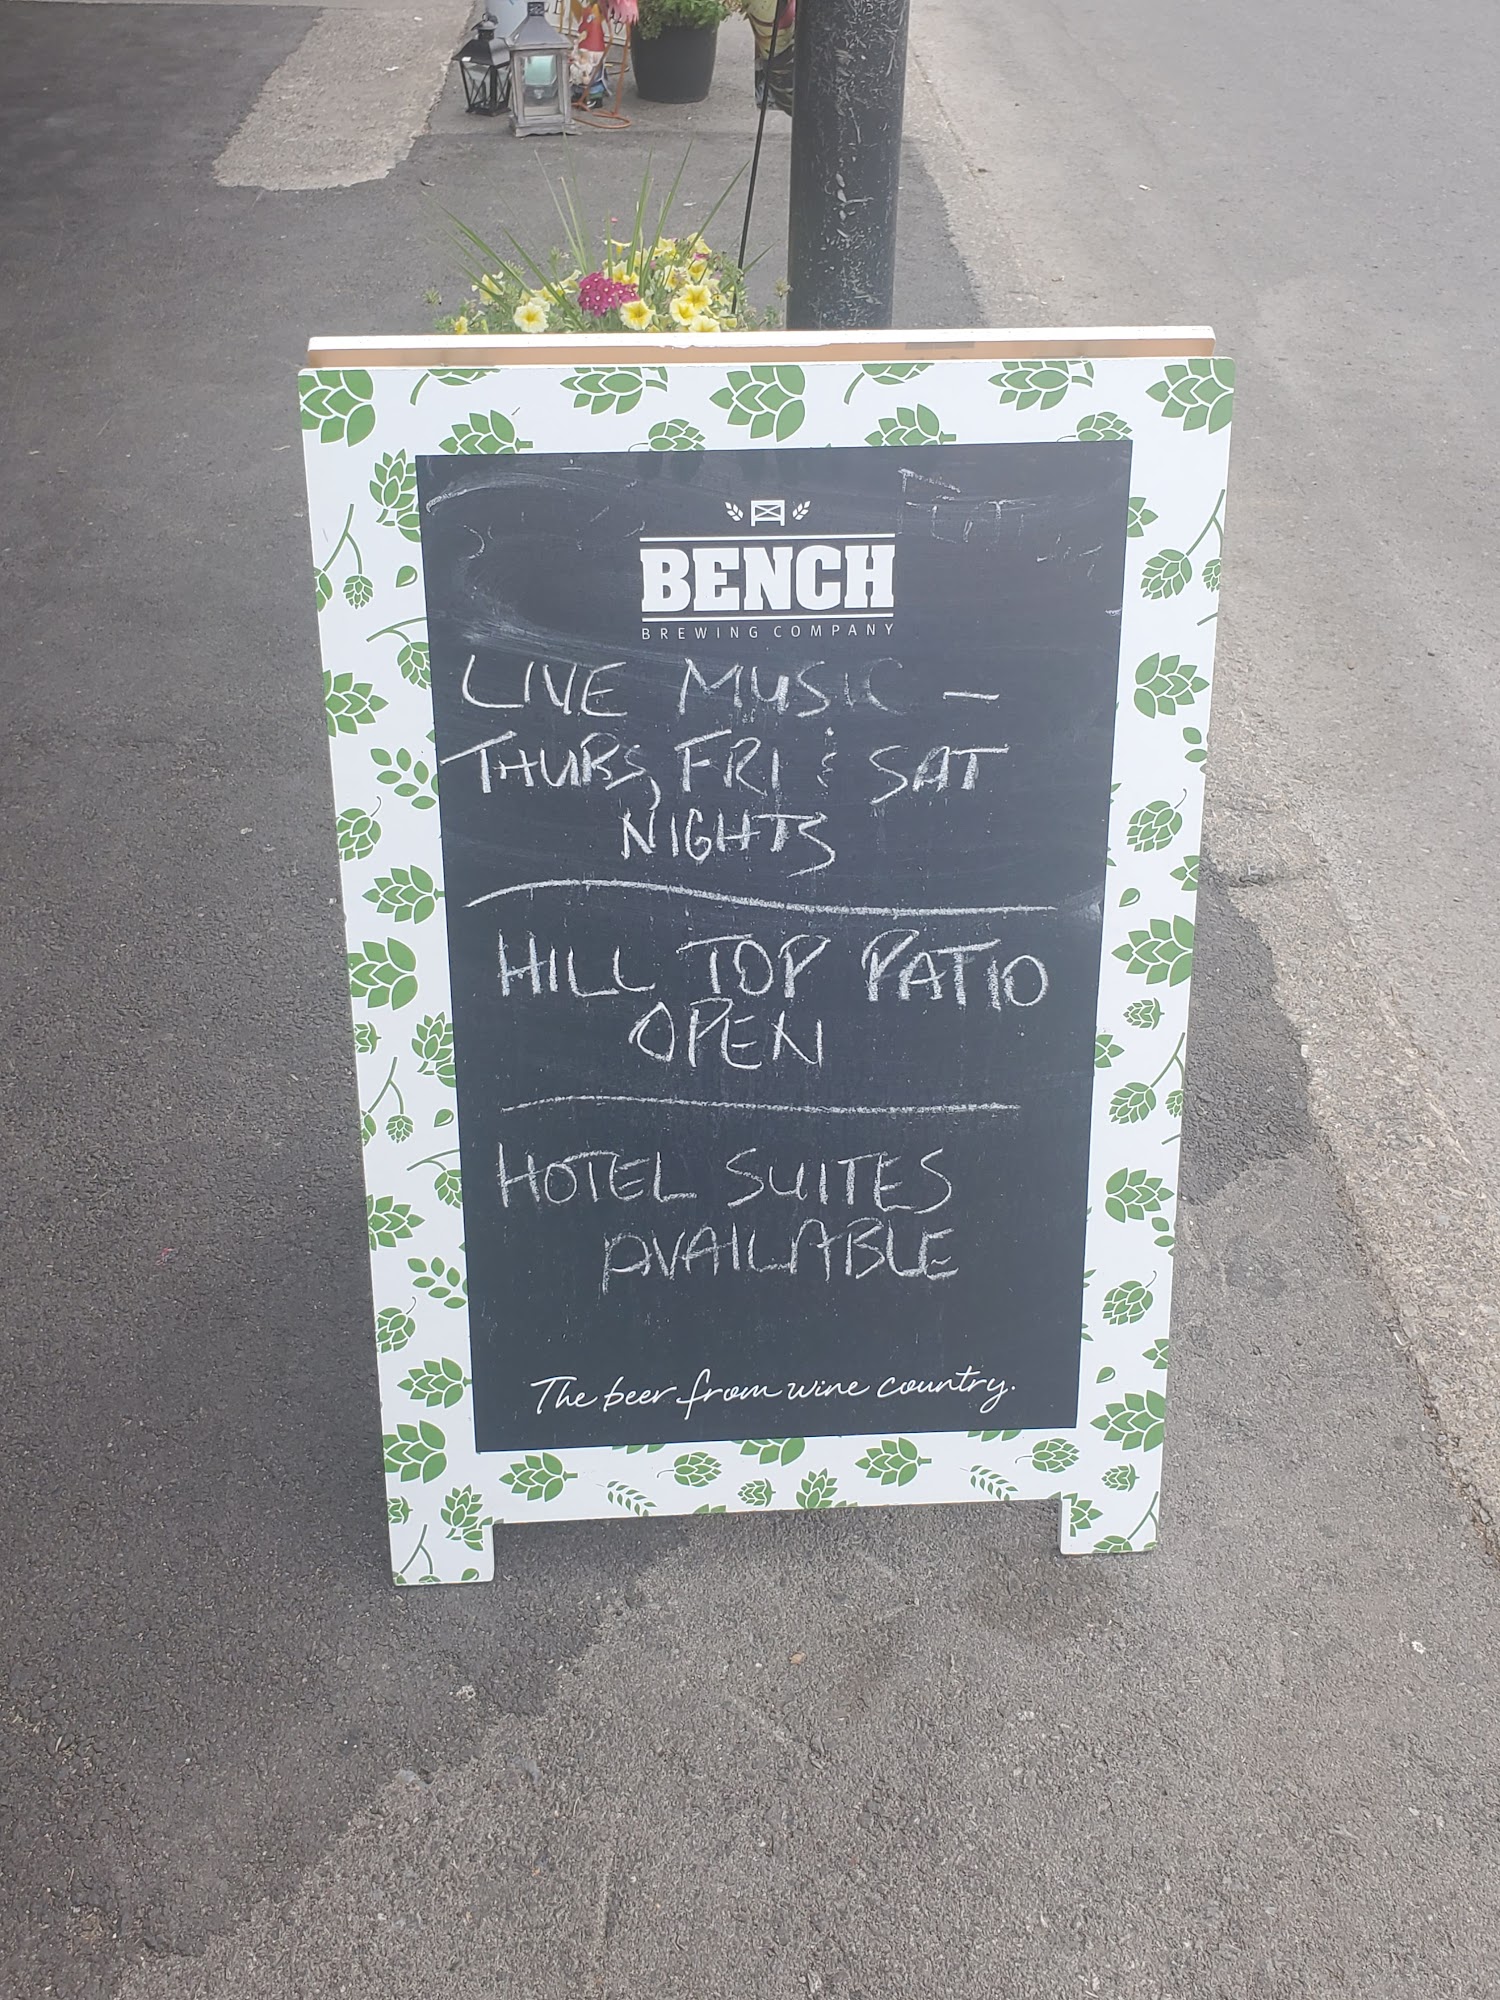 BENCH
BREWING COMPANY
LIVE MUSIC -
THURS, FRI & SAT
NIGHTS
HILL TOP PATIO
OPEN
HOTEL SUITES
AVAILABLE
The beer from wine country.